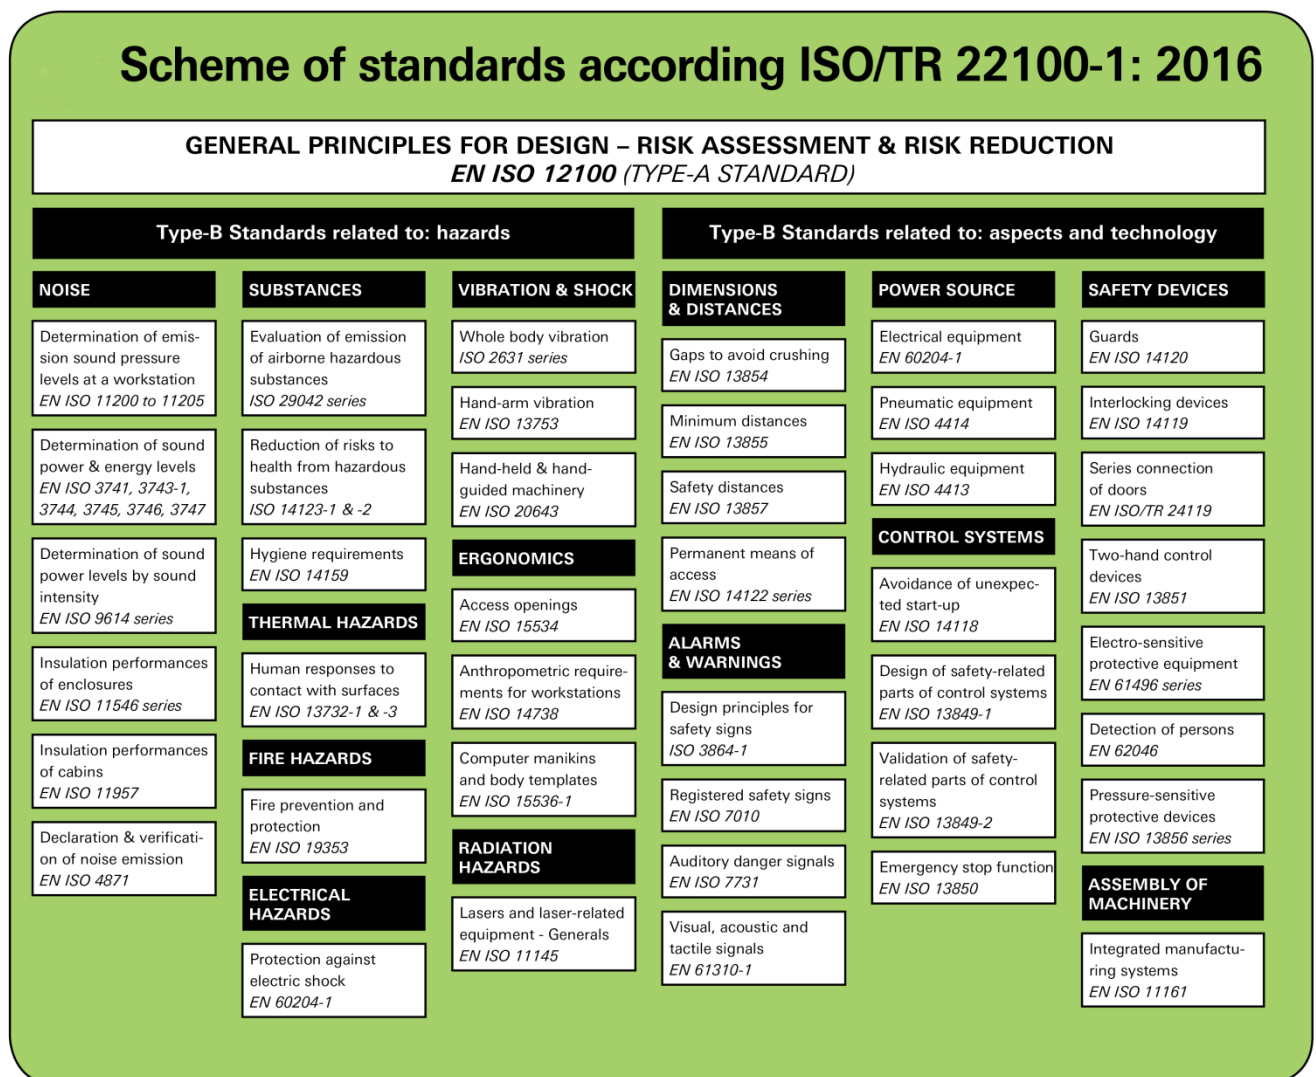 Scheme of standards according ISO/TR 22100-1: 2016
GENERAL PRINCIPLES FOR DESIGN – RISK ASSESSMENT & RISK REDUCTION
EN ISO 12100 (TYPE-A STANDARD)
Type-B Standards related to: hazards
NOISE
Determination of emis-
sion sound pressure
levels at a workstation
EN ISO 11200 to 11205
Determination of sound
power & energy levels
EN ISO 3741, 3743-1,
3744, 3745, 3746, 3747
Determination of sound
power levels by sound
intensity
EN ISO 9614 series
Insulation performances
of enclosures
EN ISO 11546 series
Insulation performances
of cabins
EN ISO 11957
Declaration & verificati-
on of noise emission
EN ISO 4871
SUBSTANCES
Evaluation of emission
of airborne hazardous
substances
ISO 29042 series
Reduction of risks to
health from hazardous
substances
ISO 14123-1 & -2
Hygiene requirements
EN ISO 14159
THERMAL HAZARDS
Human responses to
contact with surfaces
EN ISO 13732-1 & -3
FIRE HAZARDS
Fire prevention and
protection
EN ISO 19353
ELECTRICAL
HAZARDS
Protection against
electric shock
EN 60204-1
VIBRATION & SHOCK
Whole body vibration
ISO 2631 series
Hand-arm vibration
EN ISO 13753
Hand-held & hand-
guided machinery
EN ISO 20643
ERGONOMICS
Access openings
EN ISO 15534
Anthropometric require-
ments for workstations
EN ISO 14738
Computer manikins
and body templates
EN ISO 15536-1
RADIATION
HAZARDS
Lasers and laser-related
equipment - Generals
EN ISO 11145
Type-B Standards related to: aspects and technology
DIMENSIONS
& DISTANCES
Gaps to avoid crushing
EN ISO 13854
Minimum distances
EN ISO 13855
Safety distances
EN ISO 13857
Permanent means of
access
EN ISO 14122 series
ALARMS
& WARNINGS
Design principles for
safety signs
ISO 3864-1
Registered safety signs
EN ISO 7010
Auditory danger signals
EN ISO 7731
Visual, acoustic and
tactile signals
EN 61310-1
POWER SOURCE
Electrical equipment
EN 60204-1
Pneumatic equipment
EN ISO 4414
Hydraulic equipment
EN ISO 4413
CONTROL SYSTEMS
Avoidance of unexpec-
ted start-up
EN ISO 14118
Design of safety-related
parts of control systems
EN ISO 13849-1
Validation of safety-
related parts of control
systems
EN ISO 13849-2
Emergency stop function
EN ISO 13850
SAFETY DEVICES
Guards
EN ISO 14120
Interlocking devices
EN ISO 14119
Series connection
of doors
EN ISO/TR 24119
Two-hand control
devices
EN ISO 13851
Electro-sensitive
protective equipment
EN 61496 series
Detection of persons
EN 62046
Pressure-sensitive
protective devices
EN ISO 13856 series
ASSEMBLY OF
MACHINERY
Integrated manufactu-
ring systems
EN ISO 11161